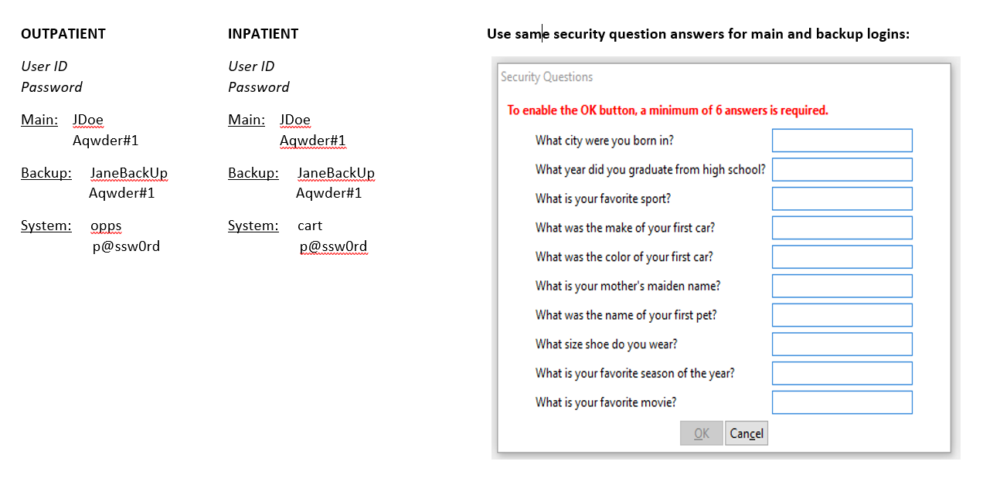 OUTPATIENT
User ID
Password
Main: JDoe
Aqwder#1
Backup: JaneBackUp
Aqwder#1
System: opps
p@ssw0rd
INPATIENT
User ID
Password
Main: JDoe
Aqwder#1
Backup: JaneBackUp
Aqwder#1
System: cart
p@ssw0rd
Use same security question answers for main and backup logins:
Security Questions
To enable the OK button, a minimum of 6 answers is required.
What city were you born in?
What year did you graduate from high school?
What is your favorite sport?
What was the make of your first car?
What was the color of your first car?
What is your mother's maiden name?
What was the name of your first pet?
What size shoe do you wear?
What is your favorite season of the year?
What is your favorite movie?
OK Cancel